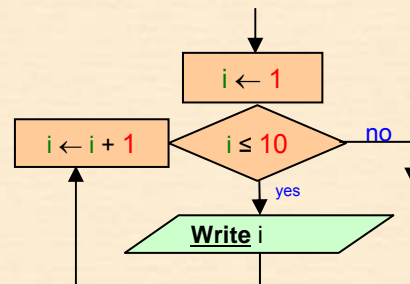 i ← 1
i ← i + 1
i ≤ 10
no
yes
Write i